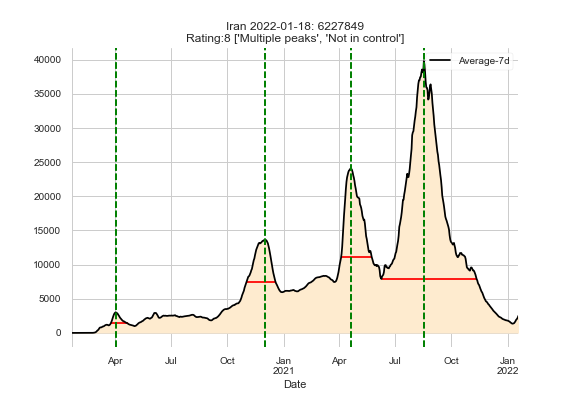 Iran 2022-01-18: 6227849
Rating:8 ['Multiple peaks', 'Not in control']
Average-7d
40000
35000
30000
25000
20000
15000
10000
5000
0
Apr Jul Oct Jan Apr Jul Oct Jan
2021 2022
Date